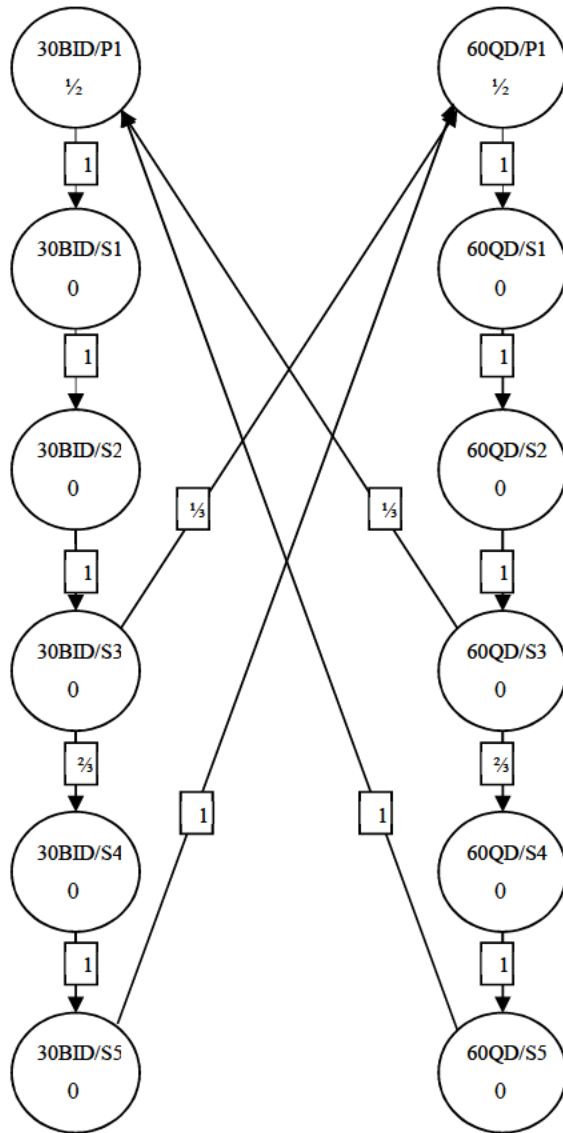 30BID/P1 60QD/P1
½ ½
1 1
30BID/S1 60QD/S1
0 0
1 1
30BID/S2 60QD/S2
0 0
⅓ ⅓
1 1
30BID/S3 60QD/S3
0 0
⅔ ⅔
1 1
30BID/S4 60QD/S4
0 0
1 1
30BID/S5 60QD/S5
0 0